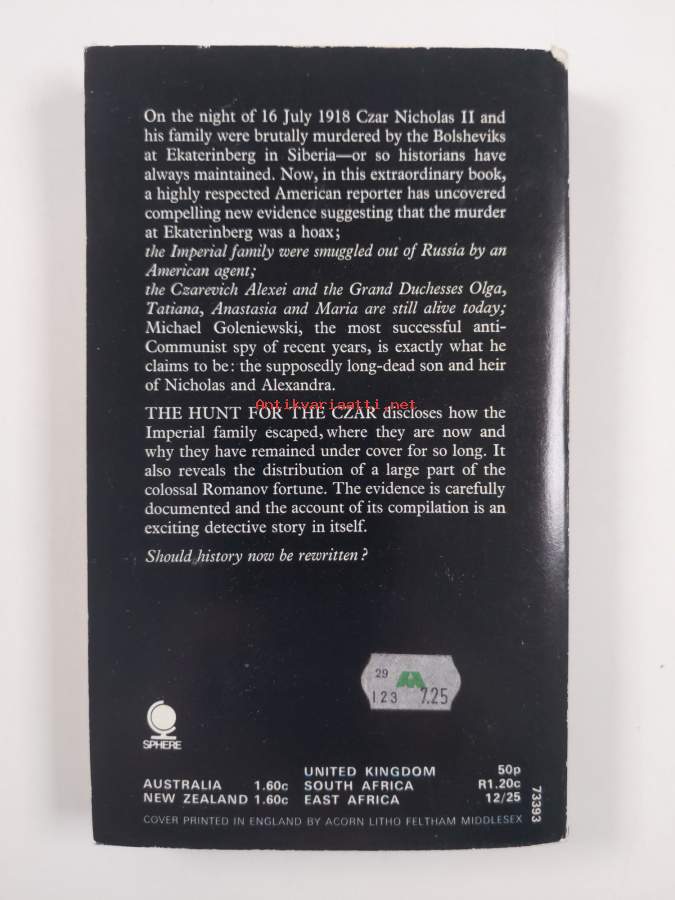 On the night of 16 July 1918 Czar Nicholas II and
his family were brutally murdered by the Bolsheviks
at Ekaterinberg in Siberia—or so historians have
always maintained. Now, in this extraordinary book,
a highly respected American reporter has uncovered
compelling new evidence suggesting that the murder
at Ekaterinberg was a hoax;
the Imperial family were smuggled out of Russia by an
American agent;
the Czarevich Alexei and the Grand Duchesses Olga,
Tatiana, Anastasia and Maria are still alive today;
Michael Goleniewski, the most successful anti-
Communist spy of recent years, is exactly what he
claims to be: the supposedly long-dead son and heir
of Nicholas and Alexandra.
Antikvariaatti.net
THE HUNT FOR THE CZAR discloses how the
Imperial family escaped, where they are now and
why they have remained under cover for so long. It
also reveals the distribution of a large part of the
colossal Romanov fortune. The evidence is carefully
documented and the account of its compilation is an
exciting detective story in itself.
Should history now be rewritten?
29
123 7.25
SPHERE
UNITED KINGDOM 50p
AUSTRALIA 1.60c SOUTH AFRICA R1.20c
NEW ZEALAND 1.60c EAST AFRICA 12/25
73393
COVER PRINTED IN ENGLAND BY ACORN LITHO FELTHAM MIDDLESEX